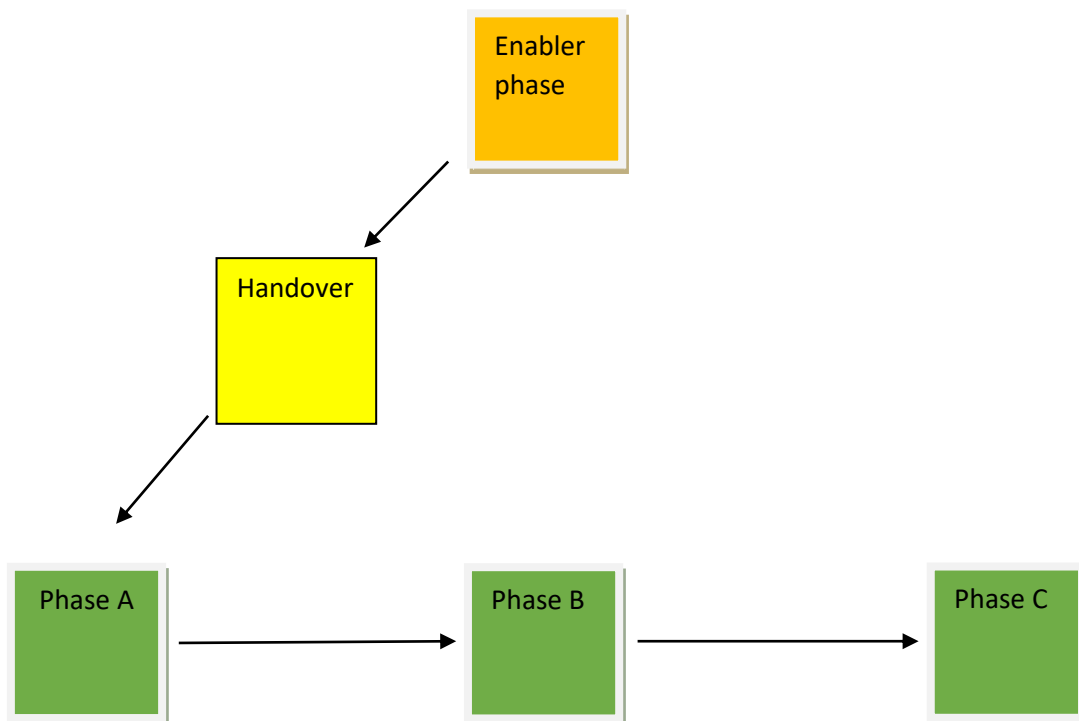 Enabler
phase
Handover
Phase A
Phase B
Phase C